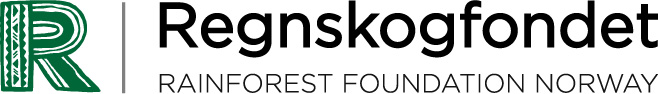 R
Regnskogfondet
RAINFOREST FOUNDATION NORWAY